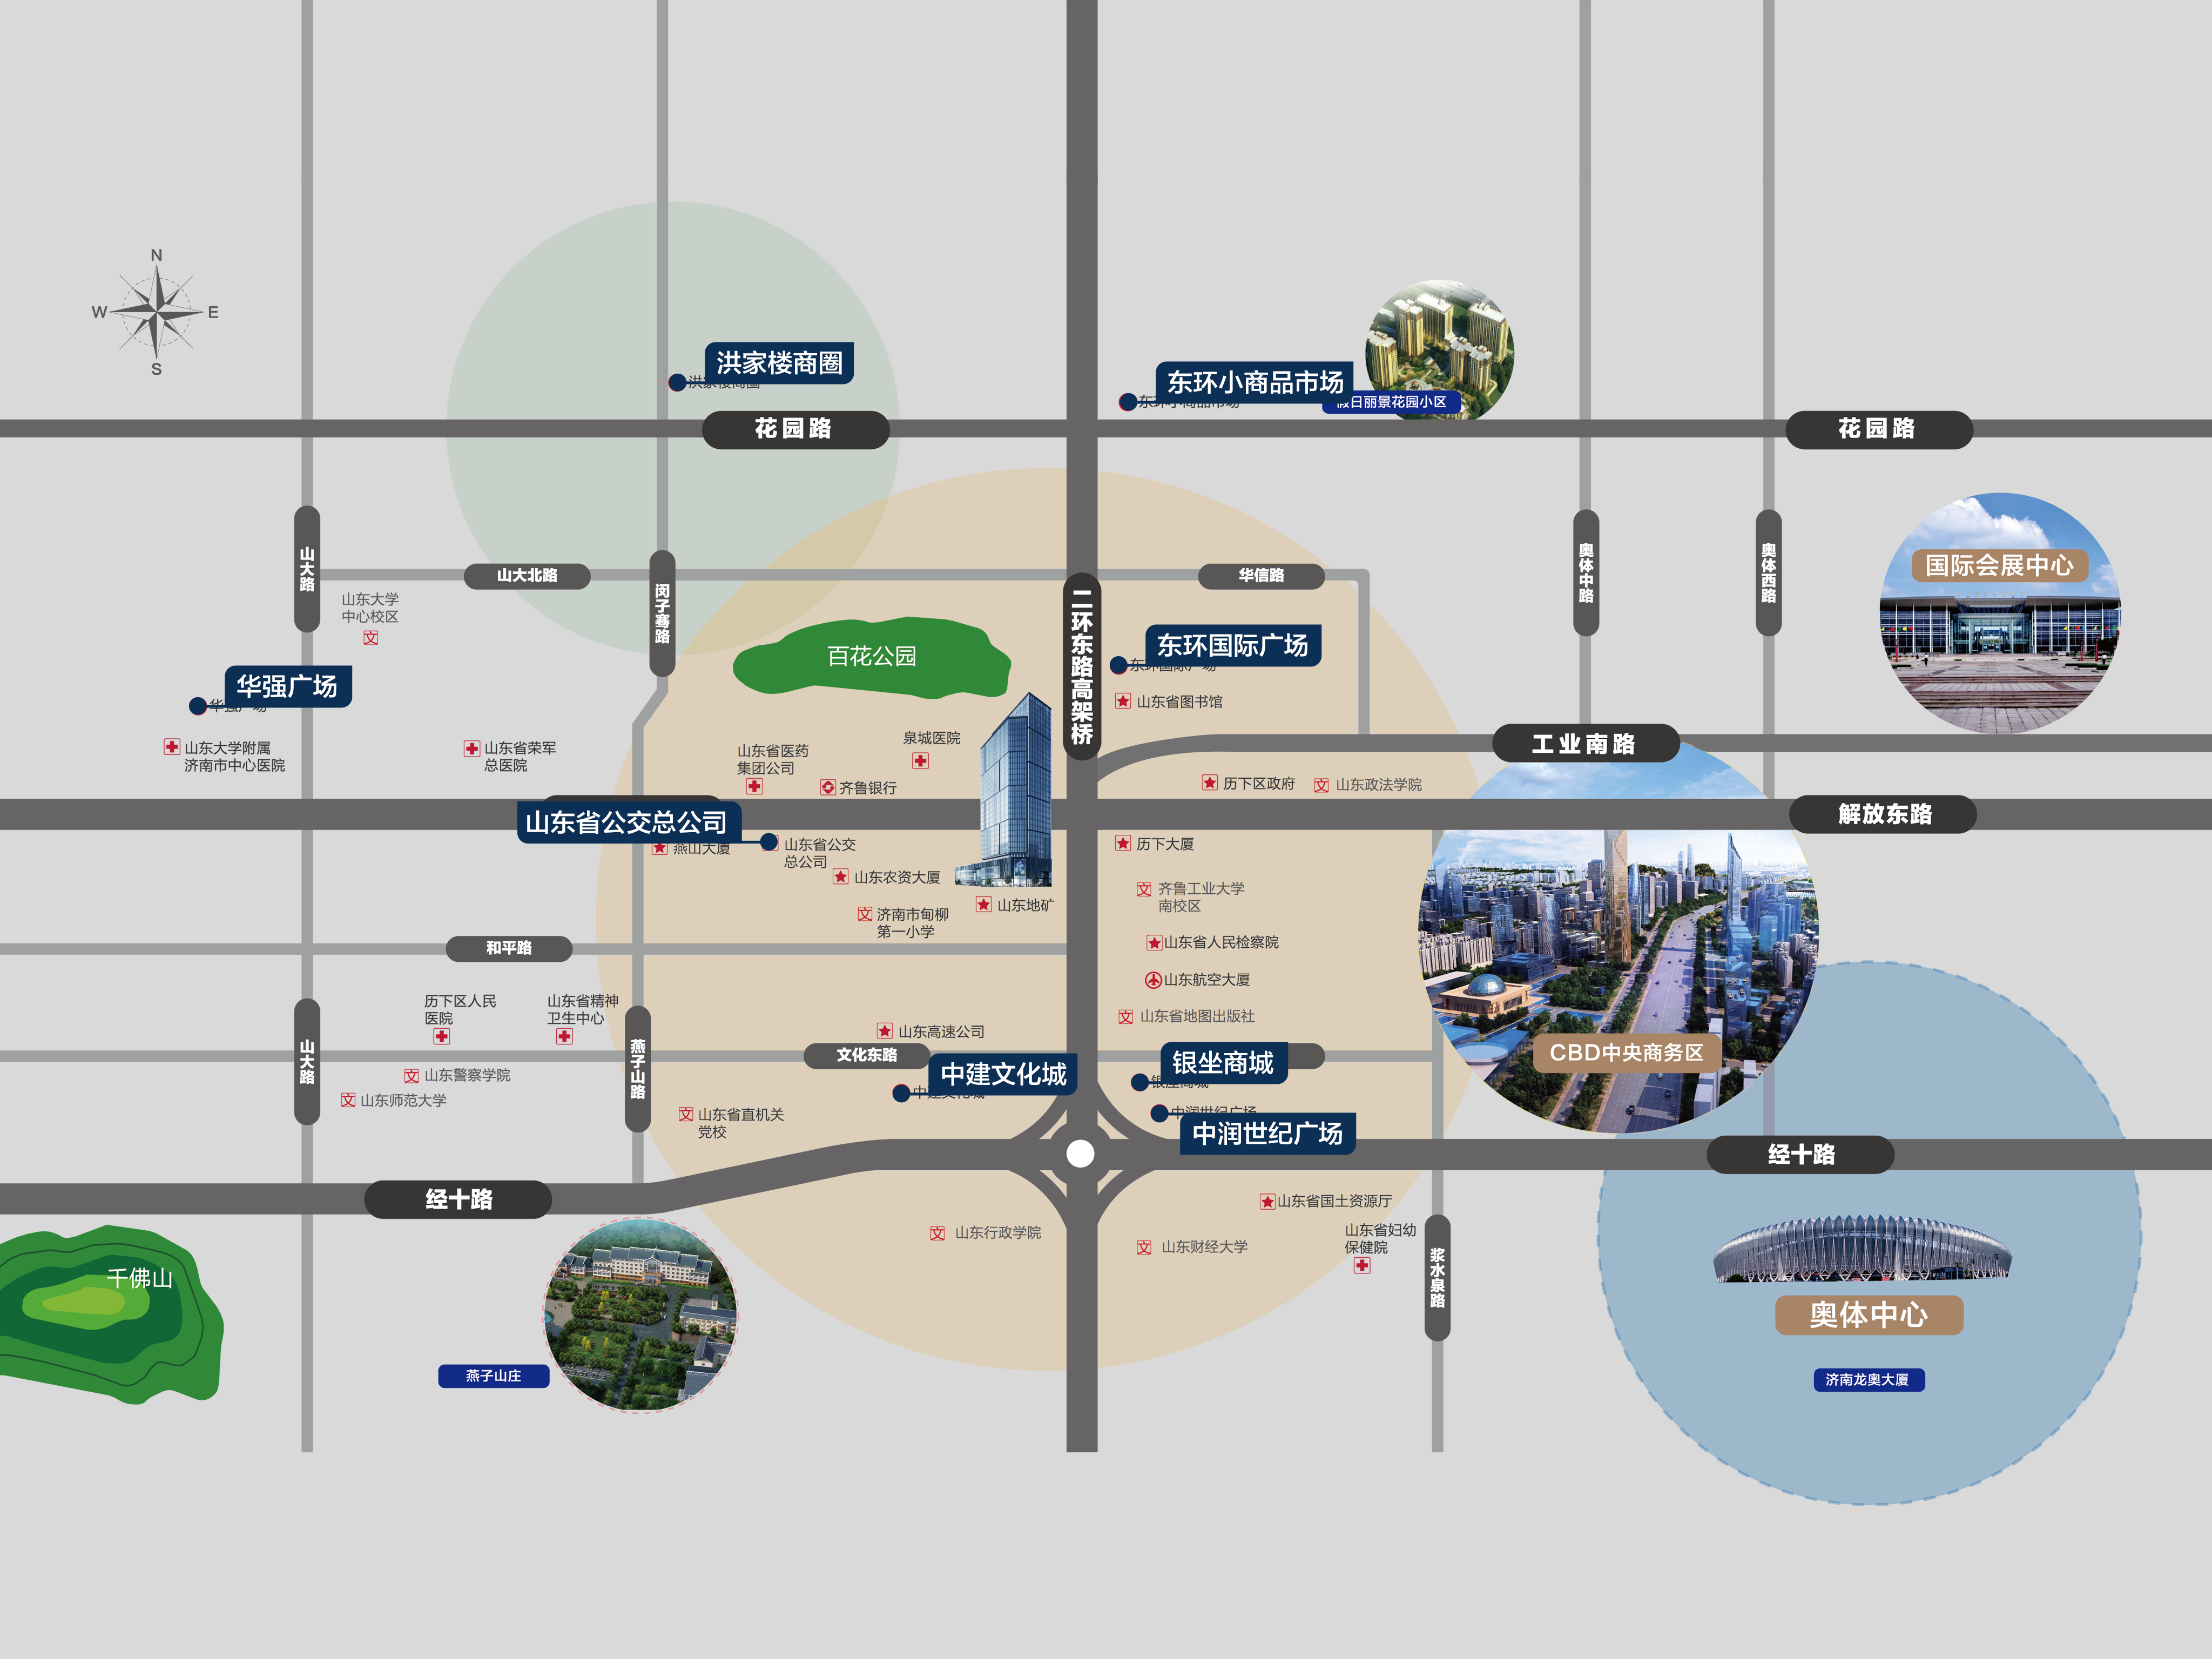 N
W
E
S
洪家楼商圈
东环小商品市场
假日丽景花园小区
花园路
花园路
国际会展中心
山大路
山大北路
闵子骞路
华信路
奥体中路
奥体西路
山东大学
中心校区
二环东路高架桥
百花公园
东环国际广场
山东省图书馆
华强广场
山东大学附属
济南市中心医院
山东省荣军
总医院
山东省医药
集团公司
泉城医院
齐鲁银行
工业南路
历下区政府
山东政法学院
山东省公交总公司
解放东路
燕山大厦
山东省公交
总公司
历下大厦
山东农资大厦
齐鲁工业大学
南校区
山东地矿
济南市甸柳
第一小学
和平路
山东省人民检察院
山东航空大厦
历下区人民
医院
山东省精神
卫生中心
山东省地图出版社
山东高速公司
山大路
燕子山路
文化东路
CBD中央商务区
中建文化城
银坐商城
山东警察学院
山东师范大学
山东省直机关
党校
中润世纪广场
中润世纪广场
经十路
经十路
山东省国土资源厅
山东行政学院
山东财经大学
山东省妇幼
保健院
浆水泉路
千佛山
奥体中心
燕子山庄
济南龙奥大厦